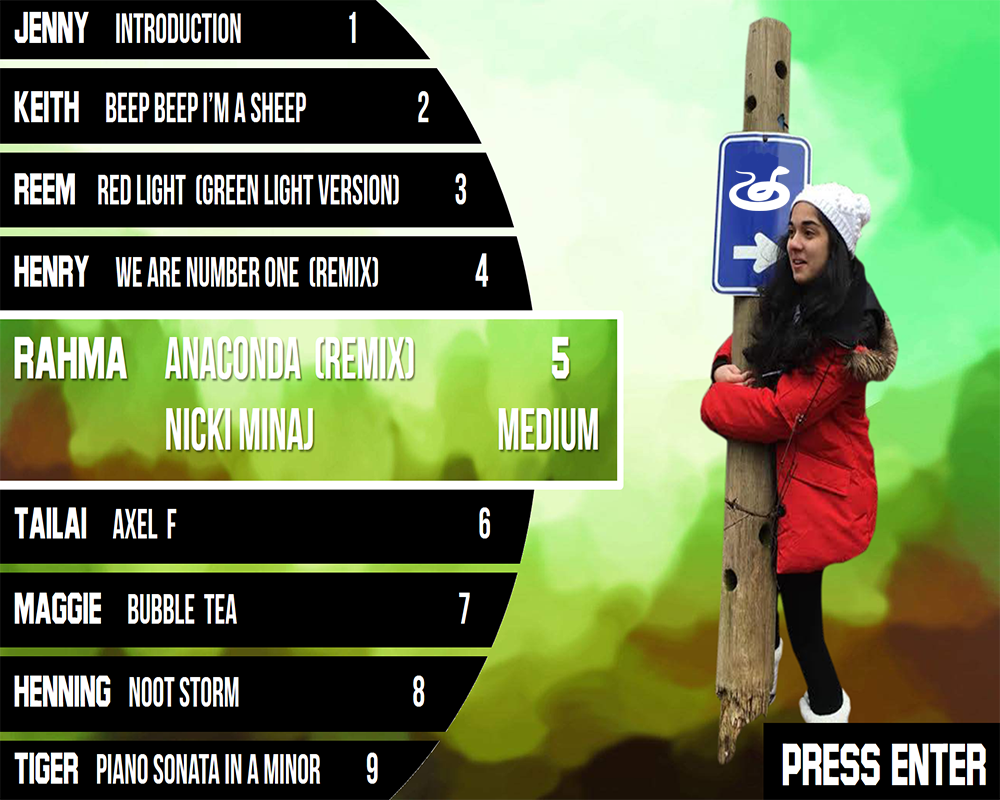 JENNY INTRODUCTION 1
KEITH BEEP BEEP I'M A SHEEP 2
REEM RED LIGHT (GREEN LIGHT VERSION) 3
HENRY WE ARE NUMBER ONE (REMIX) 4
RAHMA ANACONDA (REMIX) 5
NICKI MINAJ MEDIUM
TAILAI AXEL F 6
MAGGIE BUBBLE TEA 7
HENNING NOOT STORM 8
TIGER PIANO SONATA IN A MINOR 9
PRESS ENTER